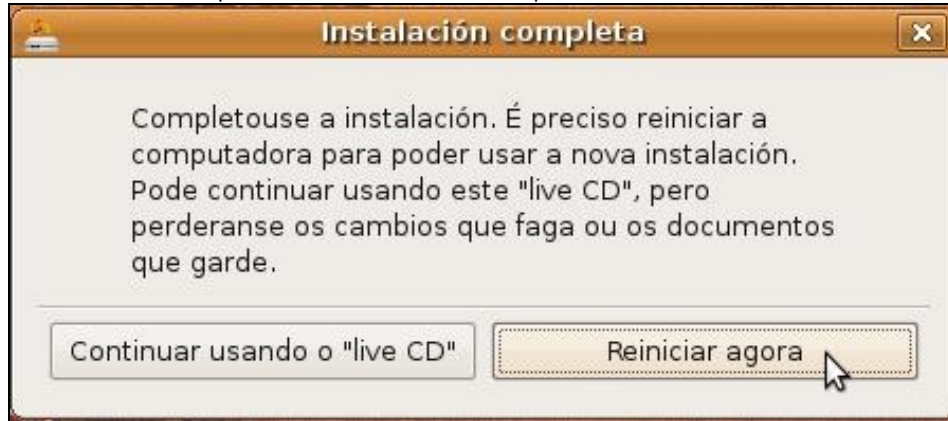 Instalación completa
Completouse a instalación. É preciso reiniciar a
computadora para poder usar a nova instalación.
Pode continuar usando este "live CD", pero
perderanse os cambios que faga ou os documentos
que garde.
Continuar usando o "live CD"
Reiniciar agora